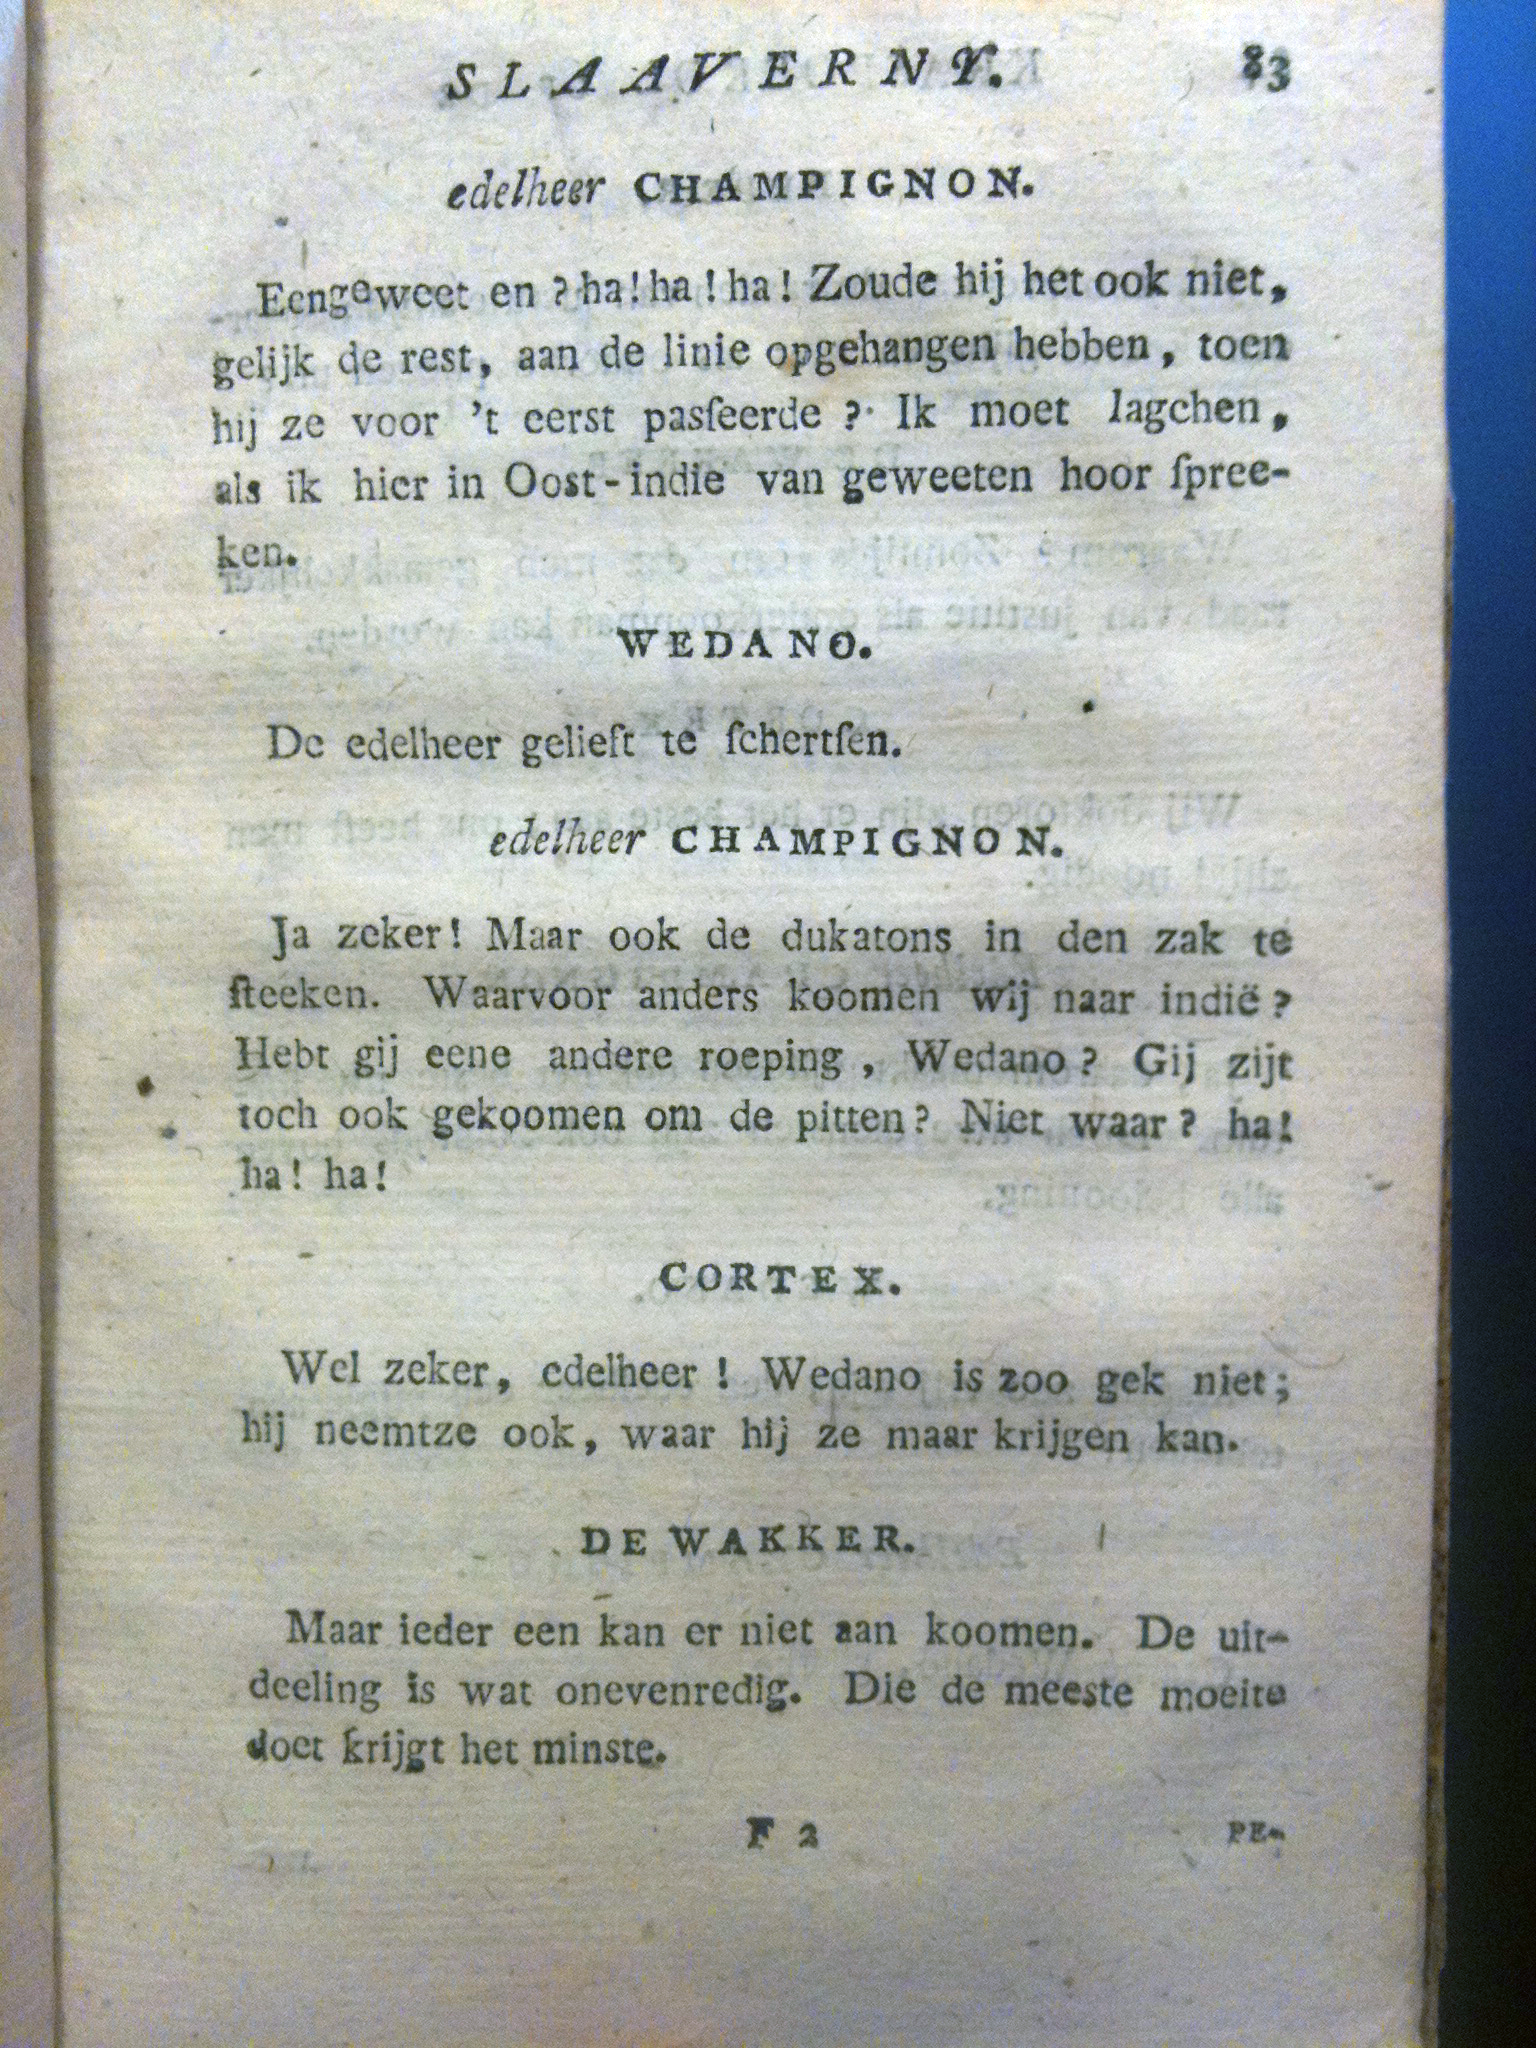 SLAAVERNY. 83
edelheer CHAMPIGNON.
Eengeweet en ? ha! ha! ha! Zoude hij het ook niet,
gelijk de rest, aan de linie opgehangen hebben, toen
hij ze voor 't eerst pasſeerde? Ik moet lagchen,
als ik hier in Oost-indie van geweeten hoor ſpree-
ken.
WEDANO.
De edelheer gelieft te ſchertſen.
edelheer CHAMPIGNON.
Ja zeker! Maar ook de dukatons in den zak te
ſteeken. Waarvoor anders koomen wij naar indië?
Hebt gij eene andere roeping, Wedano? Gij zijt
toch ook gekoomen om de pitten? Niet waar? ha!
ha! ha!
CORTEX.
Wel zeker, edelheer! Wedano is zoo gek niet;
hij neemtze ook, waar hij ze maar krijgen kan.
DE WAKKER.
Maar ieder een kan er niet aan koomen. De uit-
deeling is wat onevenredig. Die de meeste moeite
doet krijgt het minste.
F 2 PE-